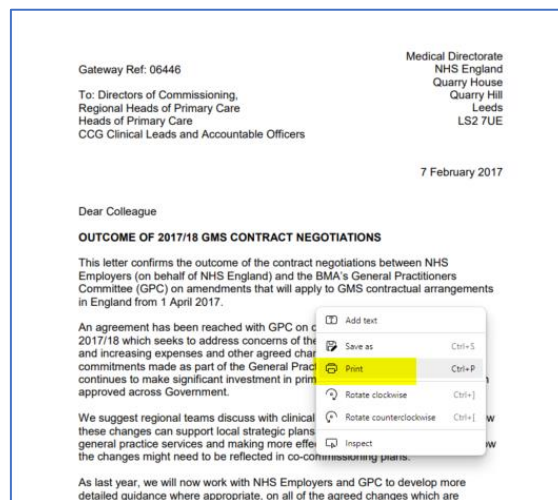 Medical Directorate
Gateway Ref: 06446
NHS England
Quarry House
To: Directors of Commissioning,
Quarry Hill
Regional Heads of Primary Care
Leeds
Heads of Primary Care
LS2 7UE
CCG Clinical Leads and Accountable Officers
7 February 2017
Dear Colleague
OUTCOME OF 2017/18 GMS CONTRACT NEGOTIATIONS
This letter confirms the outcome of the contract negotiations between NHS
Employers (on behalf of NHS England) and the BMA's General Practitioners
Committee (GPC) on amendments that will apply to GMS contractual arrangements
in England from 1 April 2017.
An agreement has been reached with GPC on
2017/18 which seeks to address concerns of the
and increasing expenses and other agreed
commitments made as part of the General
continues to make significant investment in
approved across Government.
We suggest regional teams discuss with clinical
these changes can support local strategic plans
general practice services and making more
the changes might need to be reflected in co-commissioning plans.
As last year, we will now work with NHS Employers and GPC to develop more
detailed guidance where appropriate, on all of the agreed changes which are
Add text
Save as Ctrl+S
Print Ctrl+P
Rotate clockwise Ctrl+]
Rotate counterclockwise Ctrl+[
Inspect